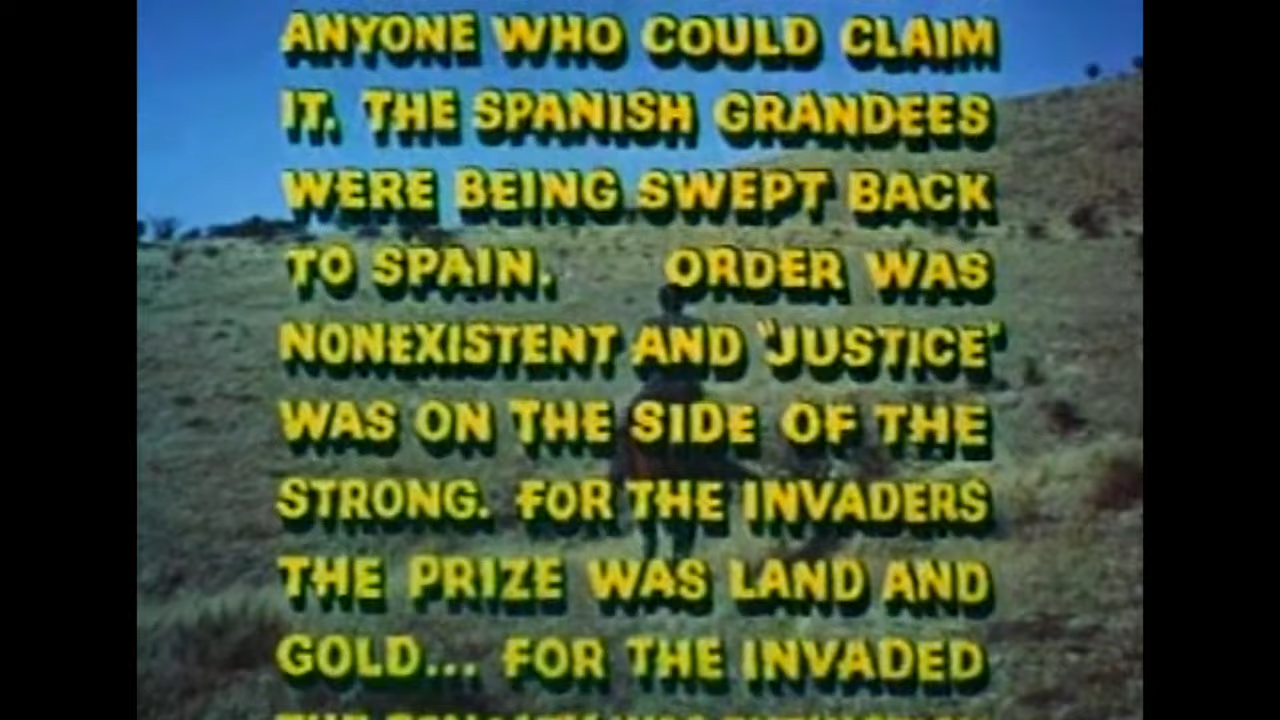 ANYONE WHO COULD CLAIM
IT. THE SPANISH GRANDEES
WERE BEING SWEPT BACK
TO SPAIN. ORDER WAS
NONEXISTENT AND "JUSTICE"
WAS ON THE SIDE OF THE
STRONG. FOR THE INVADERS
THE PRIZE WAS LAND AND
GOLD... FOR THE INVADED